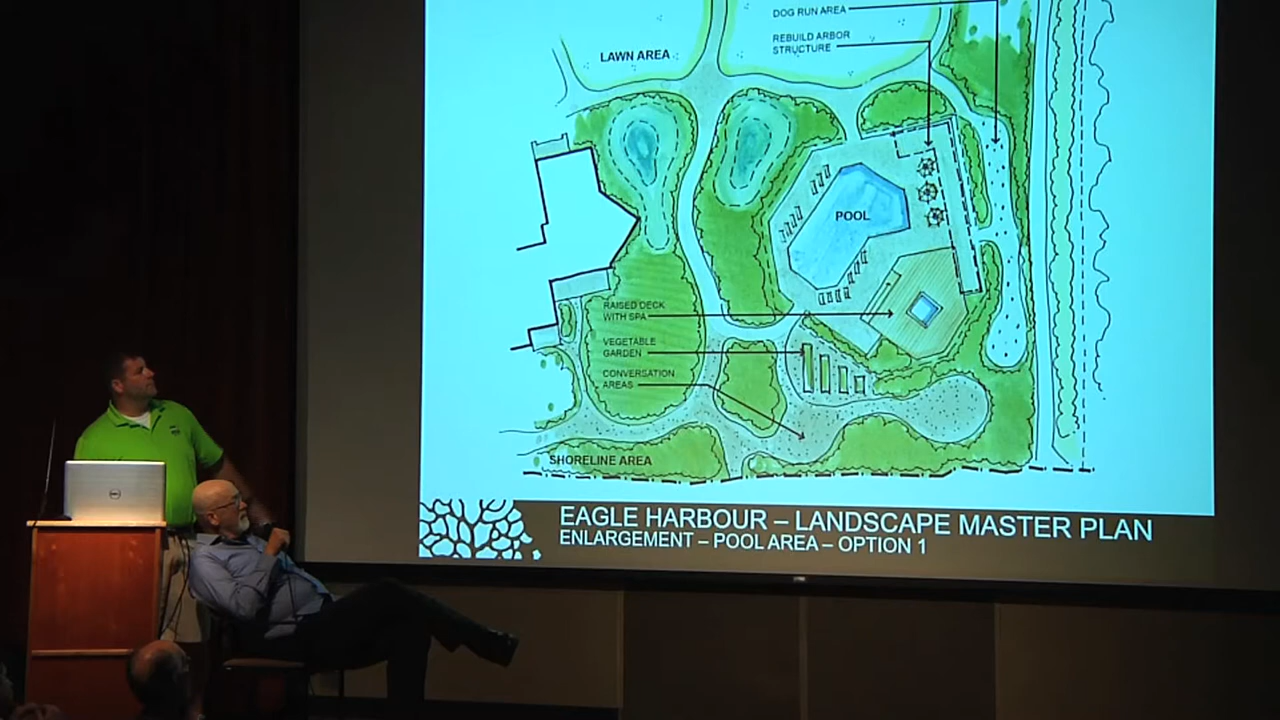 DOG RUN AREA
REBUILD ARBOR
STRUCTURE
LAWN AREA
POOL
RAISED DECK
WITH SPA
VEGETABLE
GARDEN
CONVERSATION
AREAS
SHORELINE AREA
EAGLE HARBOUR – LANDSCAPE MASTER PLAN
ENLARGEMENT – POOL AREA – OPTION 1
DELL